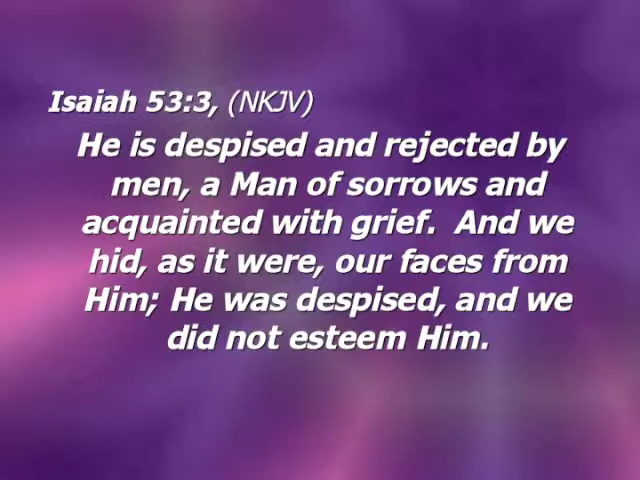 Isaiah 53:3, (NKJV)
He is despised and rejected by
men, a Man of sorrows and
acquainted with grief.  And we
hid, as it were, our faces from
Him; He was despised, and we
did not esteem Him.